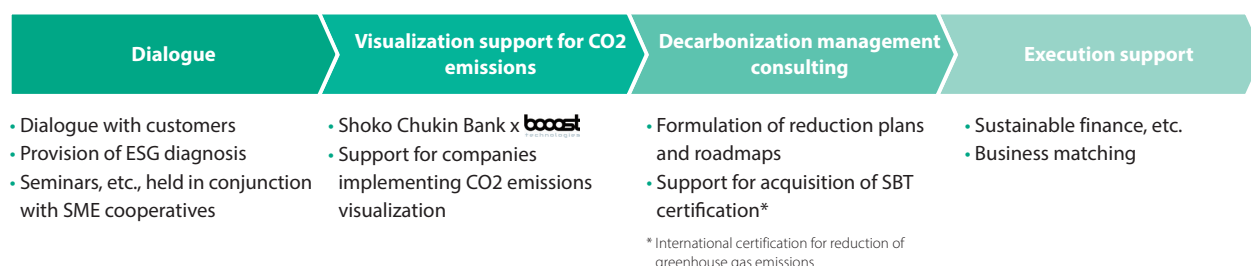 Dialogue
• Dialogue with customers
• Provision of ESG diagnosis
• Seminars, etc., held in conjunction
with SME cooperatives
Visualization support for CO2
emissions
• Shoko Chukin Bank x booost
technologies
• Support for companies
implementing CO2 emissions
visualization
Decarbonization management
consulting
• Formulation of reduction plans
and roadmaps
• Support for acquisition of SBT
certification*
* International certification for reduction of
greenhouse gas emissions
Execution support
• Sustainable finance, etc.
• Business matching